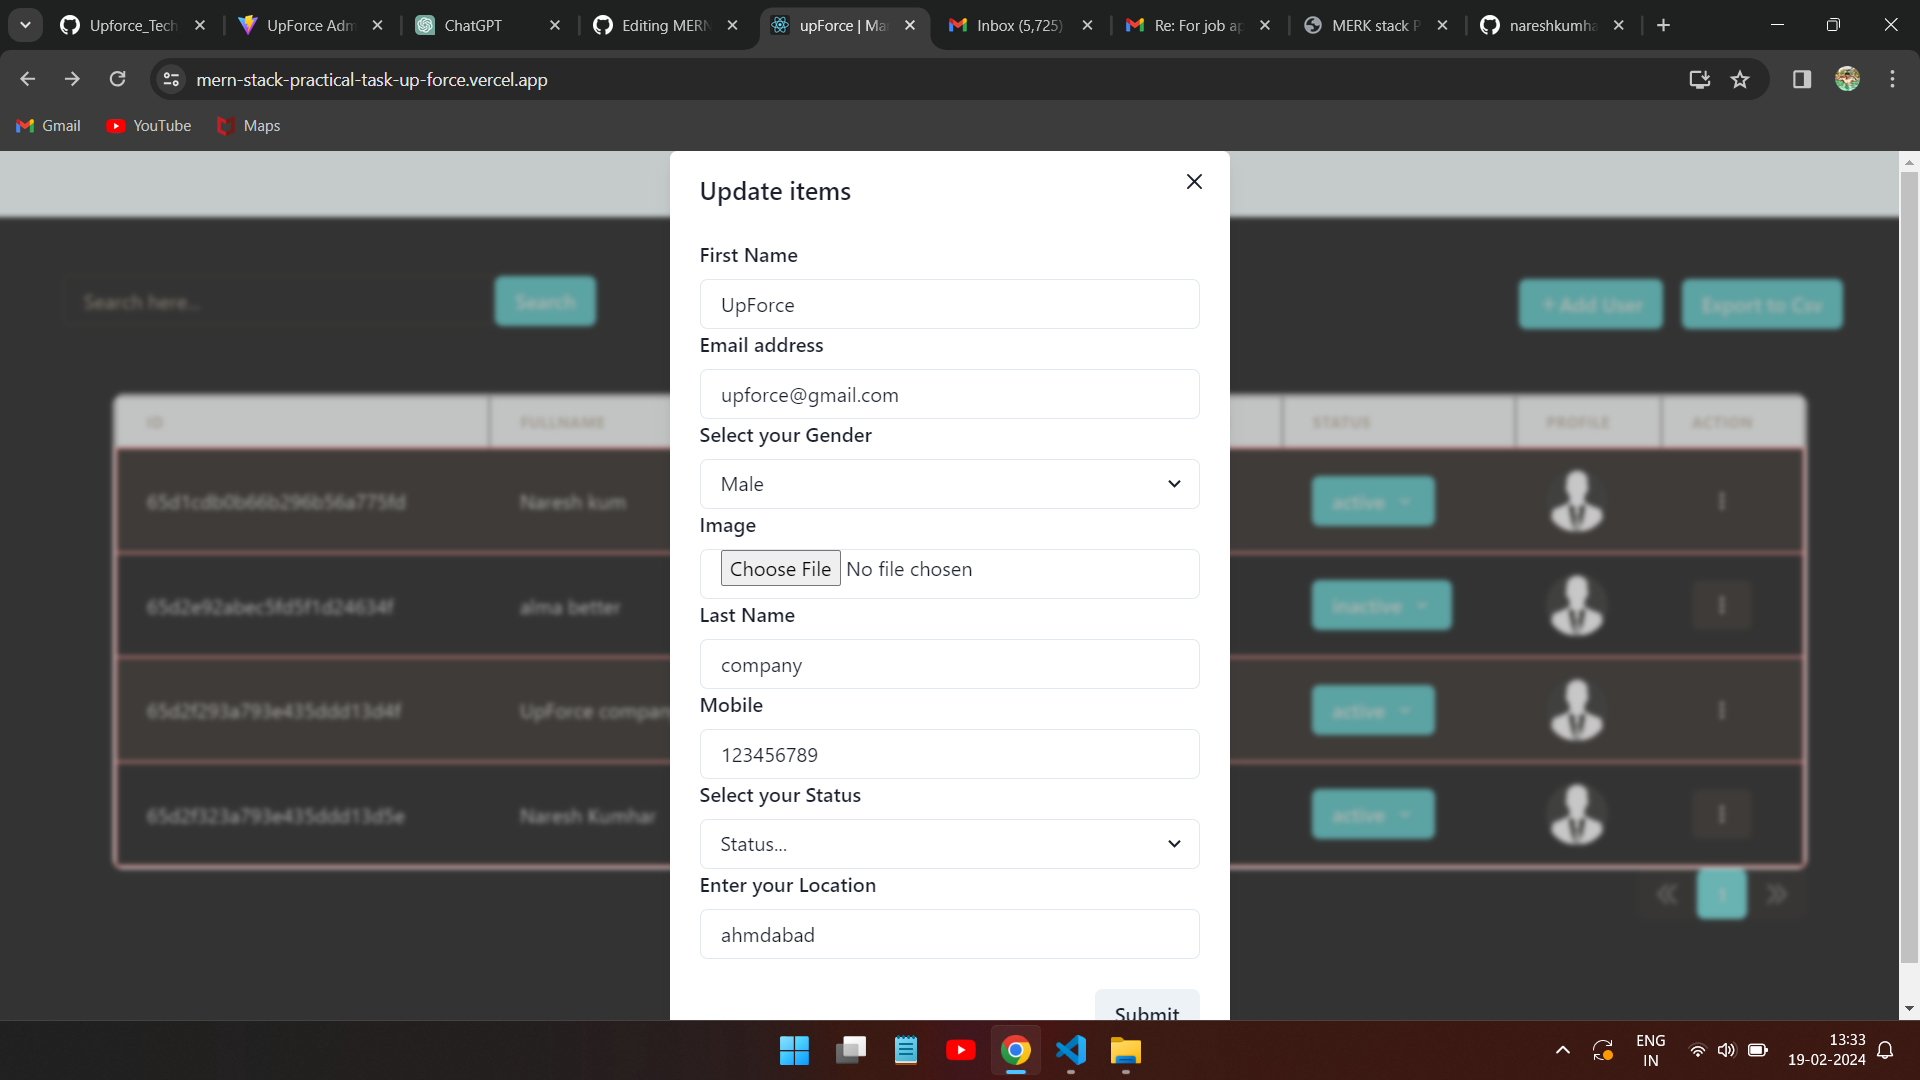 Upforce_Tech
UpForce Adm
ChatGPT
Editing MERN
upForce | Ma
Inbox (5,725)
Re: For job ap
MERK stack P
nareshkumha
mern-stack-practical-task-up-force.vercel.app
Gmail
YouTube
Maps
Update items
Search here...
Search
+ Add User
Export to Csv
First Name
UpForce
Email address
upforce@gmail.com
Select your Gender
Male
Image
Choose File No file chosen
Last Name
company
Mobile
123456789
Select your Status
Status...
Enter your Location
ahmdabad
Submit
ID FULLNAME STATUS PROFILE ACTION
65d1cdb0b66b296b56a775fd Naresh kum active
65d2e92abec5fd5f1d24634f alma better inactive
65d2f293a793e435ddd13d4f UpForce company active
65d2f323a793e435ddd13d5e Naresh Kumhar active
1
ENG
IN
13:33
19-02-2024